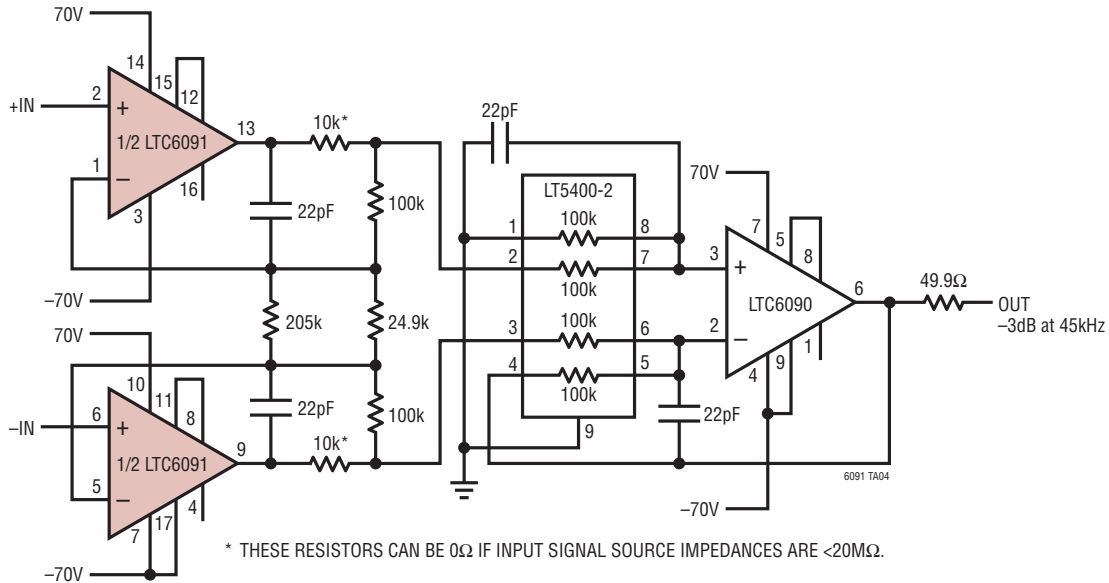 70V
14
15
12
+IN
2
+
1/2 LTC6091
13
10k*
1
–
16
3
22pF
100k
–70V
205k
24.9k
70V
10
11
8
–IN
6
+
1/2 LTC6091
9
22pF
10k*
100k
5
–
4
7
17
–70V
22pF
LT5400-2
1
100k
8
2
7
100k
3
100k
6
4
5
100k
9
22pF
70V
7
5
8
3
+
LTC6090
6
2
–
1
4
9
–70V
49.9Ω
OUT
–3dB at 45kHz
6091 TA04
* THESE RESISTORS CAN BE 0Ω IF INPUT SIGNAL SOURCE IMPEDANCES ARE <20MΩ.